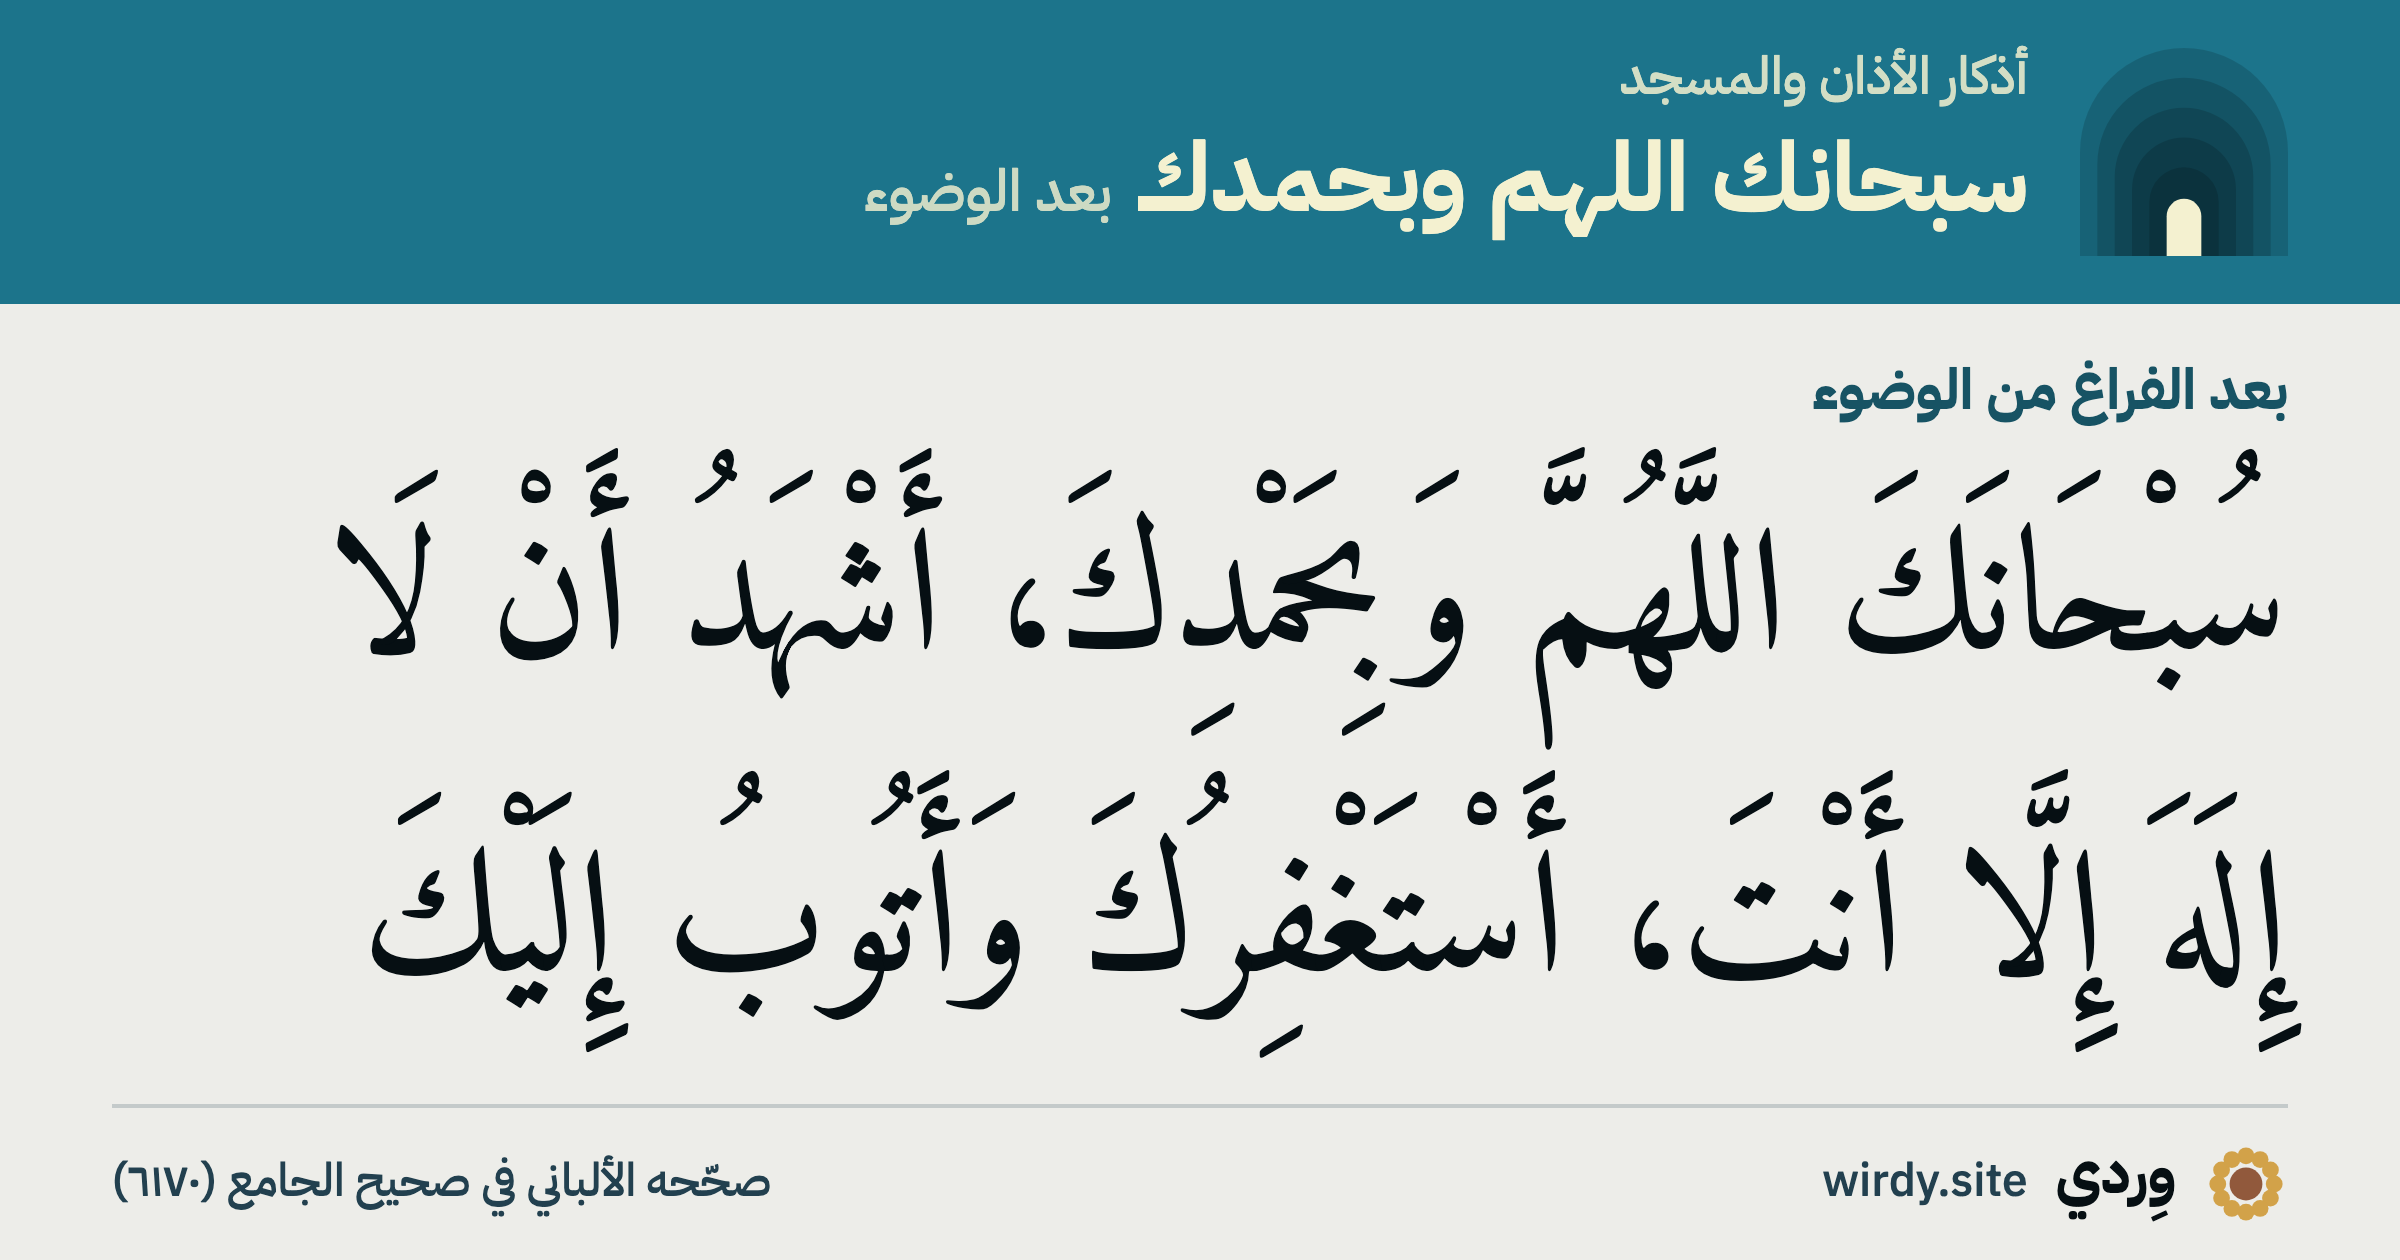 أذكار الأذان والمسجد
سبحانك اللهم وبحمدك بعد الوضوء
بعد الفراغ من الوضوء
سُبْحَانَكَ اللَّهُمَّ وَبِحَمْدِكَ، أَشْهَدُ أَنْ لَا
إِلَهَ إِلَّا أَنْتَ، أَسْتَغْفِرُكَ وَأَتُوبُ إِلَيْكَ
وِردي wirdy.site
صحّحه الألباني في صحيح الجامع (٦١٧٠)